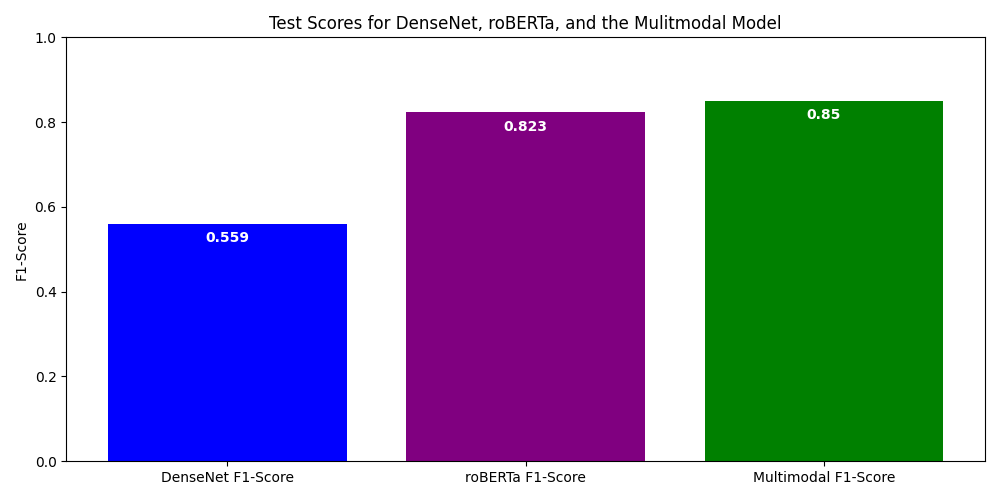 Test Scores for DenseNet, roBERTa, and the Mulitmodal Model
F1-Score
1.0
0.8
0.6
0.4
0.2
0.0
0.559
0.823
0.85
DenseNet F1-Score
roBERTa F1-Score
Multimodal F1-Score